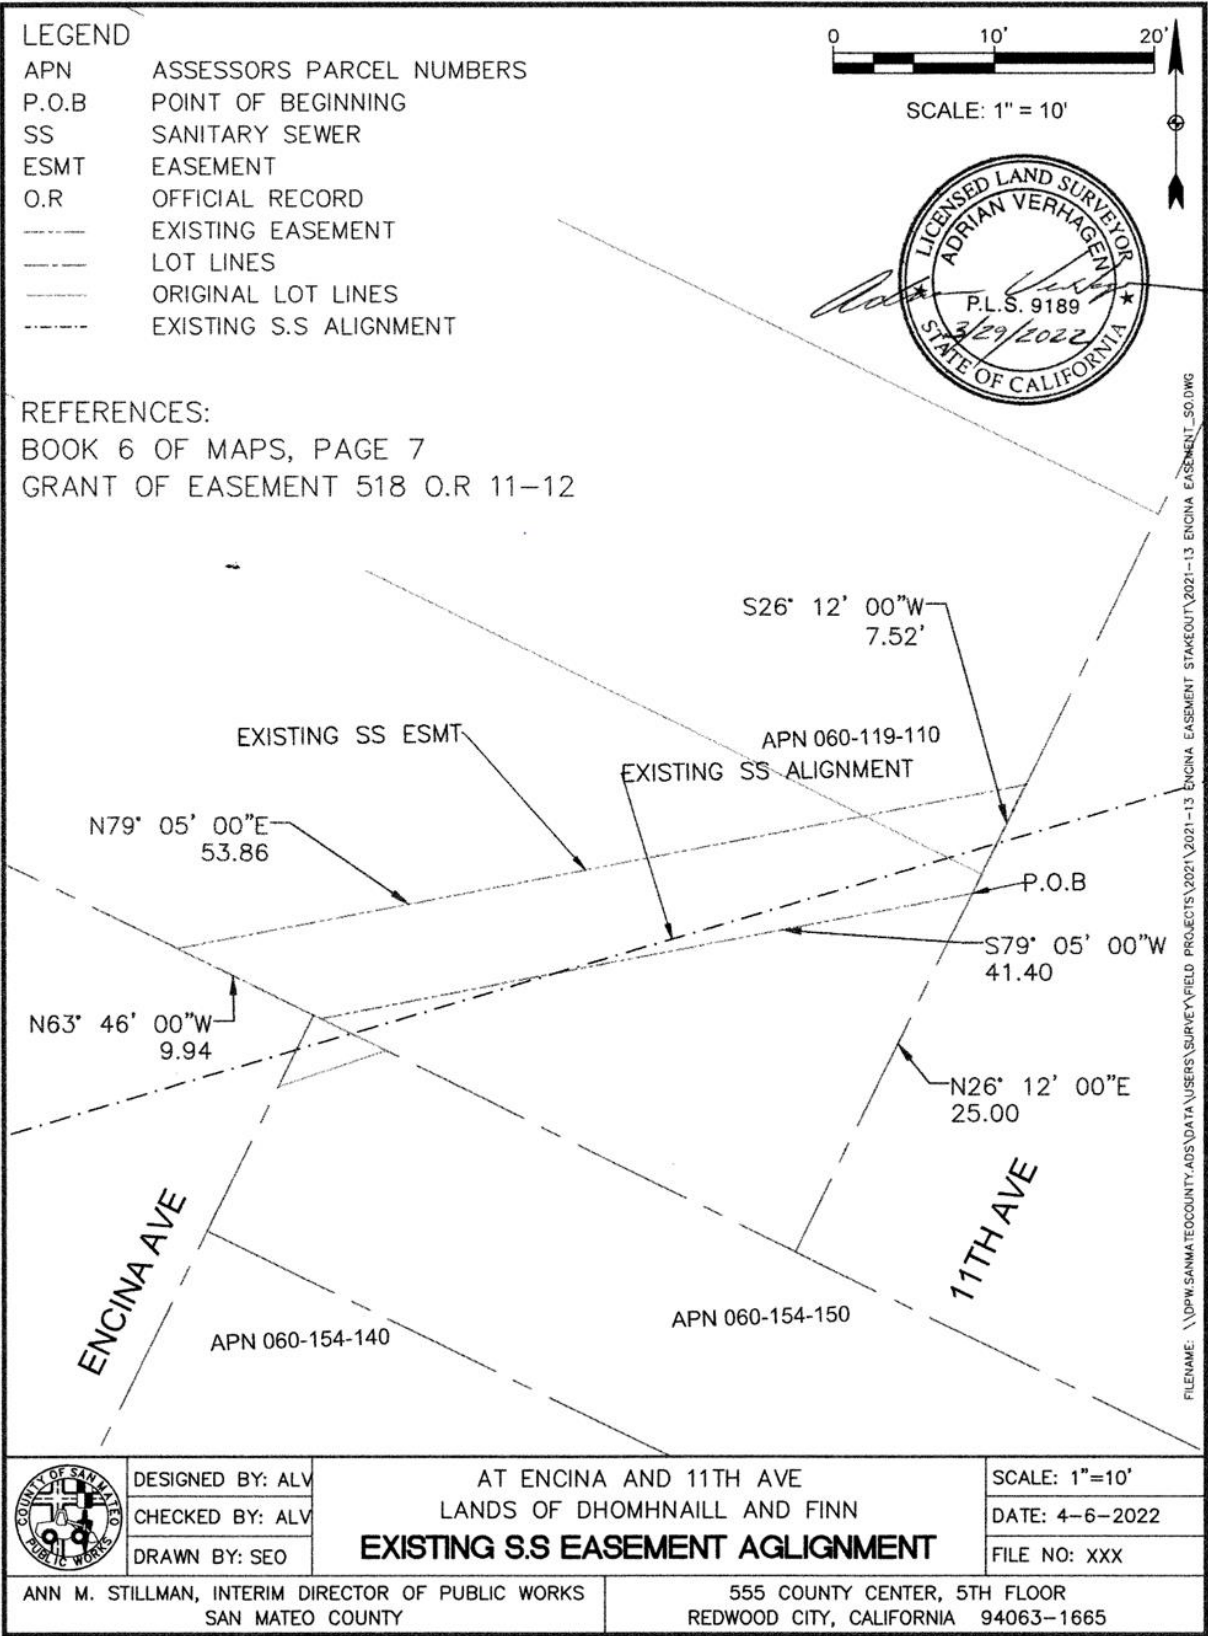 LEGEND
APN ASSESSORS PARCEL NUMBERS
P.O.B POINT OF BEGINNING
SS SANITARY SEWER
ESMT EASEMENT
O.R OFFICIAL RECORD
EXISTING EASEMENT
LOT LINES
ORIGINAL LOT LINES
EXISTING S.S ALIGNMENT
0 10' 20'
SCALE: 1" = 10'
LICENSED LAND SURVEYOR
ADRIAN VERHAGEN
P.L.S. 9189
3/29/2022
STATE OF CALIFORNIA
REFERENCES:
BOOK 6 OF MAPS, PAGE 7
GRANT OF EASEMENT 518 O.R 11-12
S26° 12' 00"W
7.52'
EXISTING SS ESMT
APN 060-119-110
EXISTING SS ALIGNMENT
N79° 05' 00"E
53.86
P.O.B
S79° 05' 00"W
41.40
N63° 46' 00"W
9.94
N26° 12' 00"E
25.00
ENCINA AVE
11TH AVE
APN 060-154-140
APN 060-154-150
FILENAME: \\DPW.SANMATEOCOUNTY.ADS\DATA\USERS\SURVEY\FIELD PROJECTS\2021\2021-13 ENCINA EASEMENT STAKEOUT\2021-13 ENCINA EASEMENT_SO.DWG
COUNTY OF SAN MATEO
PUBLIC WORKS
DESIGNED BY: ALV
CHECKED BY: ALV
DRAWN BY: SEO
AT ENCINA AND 11TH AVE
LANDS OF DHOMHNAILL AND FINN
EXISTING S.S EASEMENT AGLIGNMENT
SCALE: 1"=10'
DATE: 4-6-2022
FILE NO: XXX
ANN M. STILLMAN, INTERIM DIRECTOR OF PUBLIC WORKS
SAN MATEO COUNTY
555 COUNTY CENTER, 5TH FLOOR
REDWOOD CITY, CALIFORNIA 94063-1665